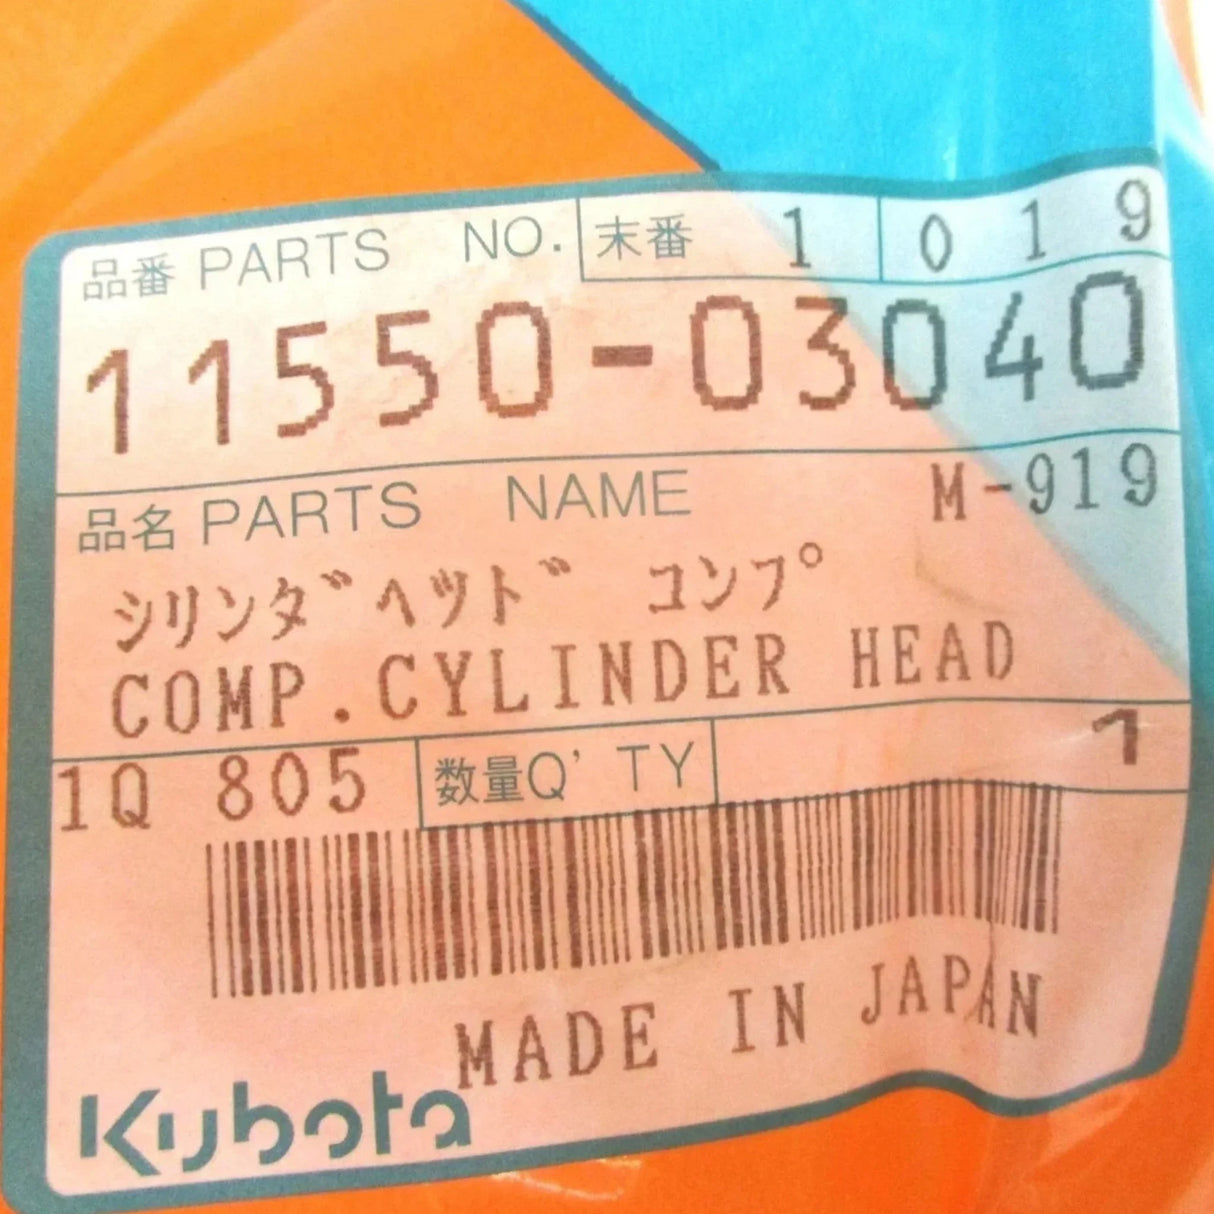 品番 PARTS NO. 末番 1 0 1 9
11550-03040
品名 PARTS NAME M-919
シリンダ゛ヘツド゛ コンプ゜
COMP.CYLINDER HEAD
1Q 805 数量Q'TY 1
MADE IN JAPAN
Kubota